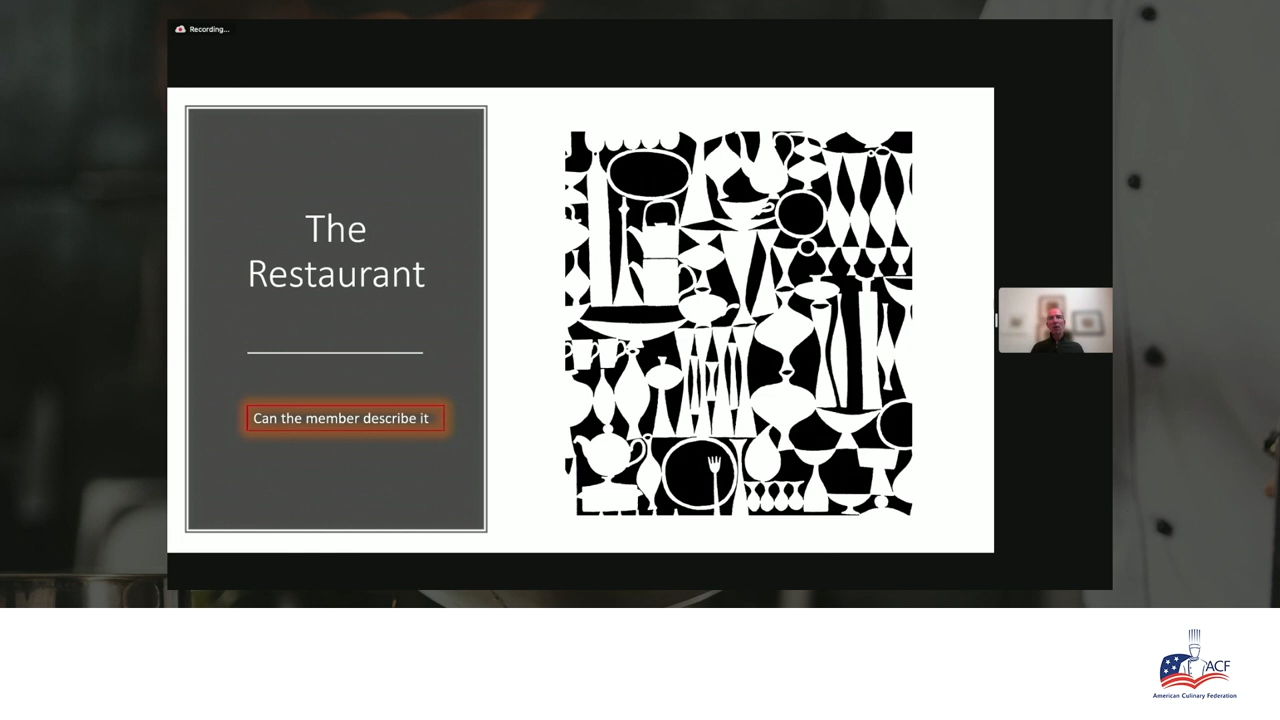 Recording...
The
Restaurant
Can the member describe it
ACF
American Culinary Federation